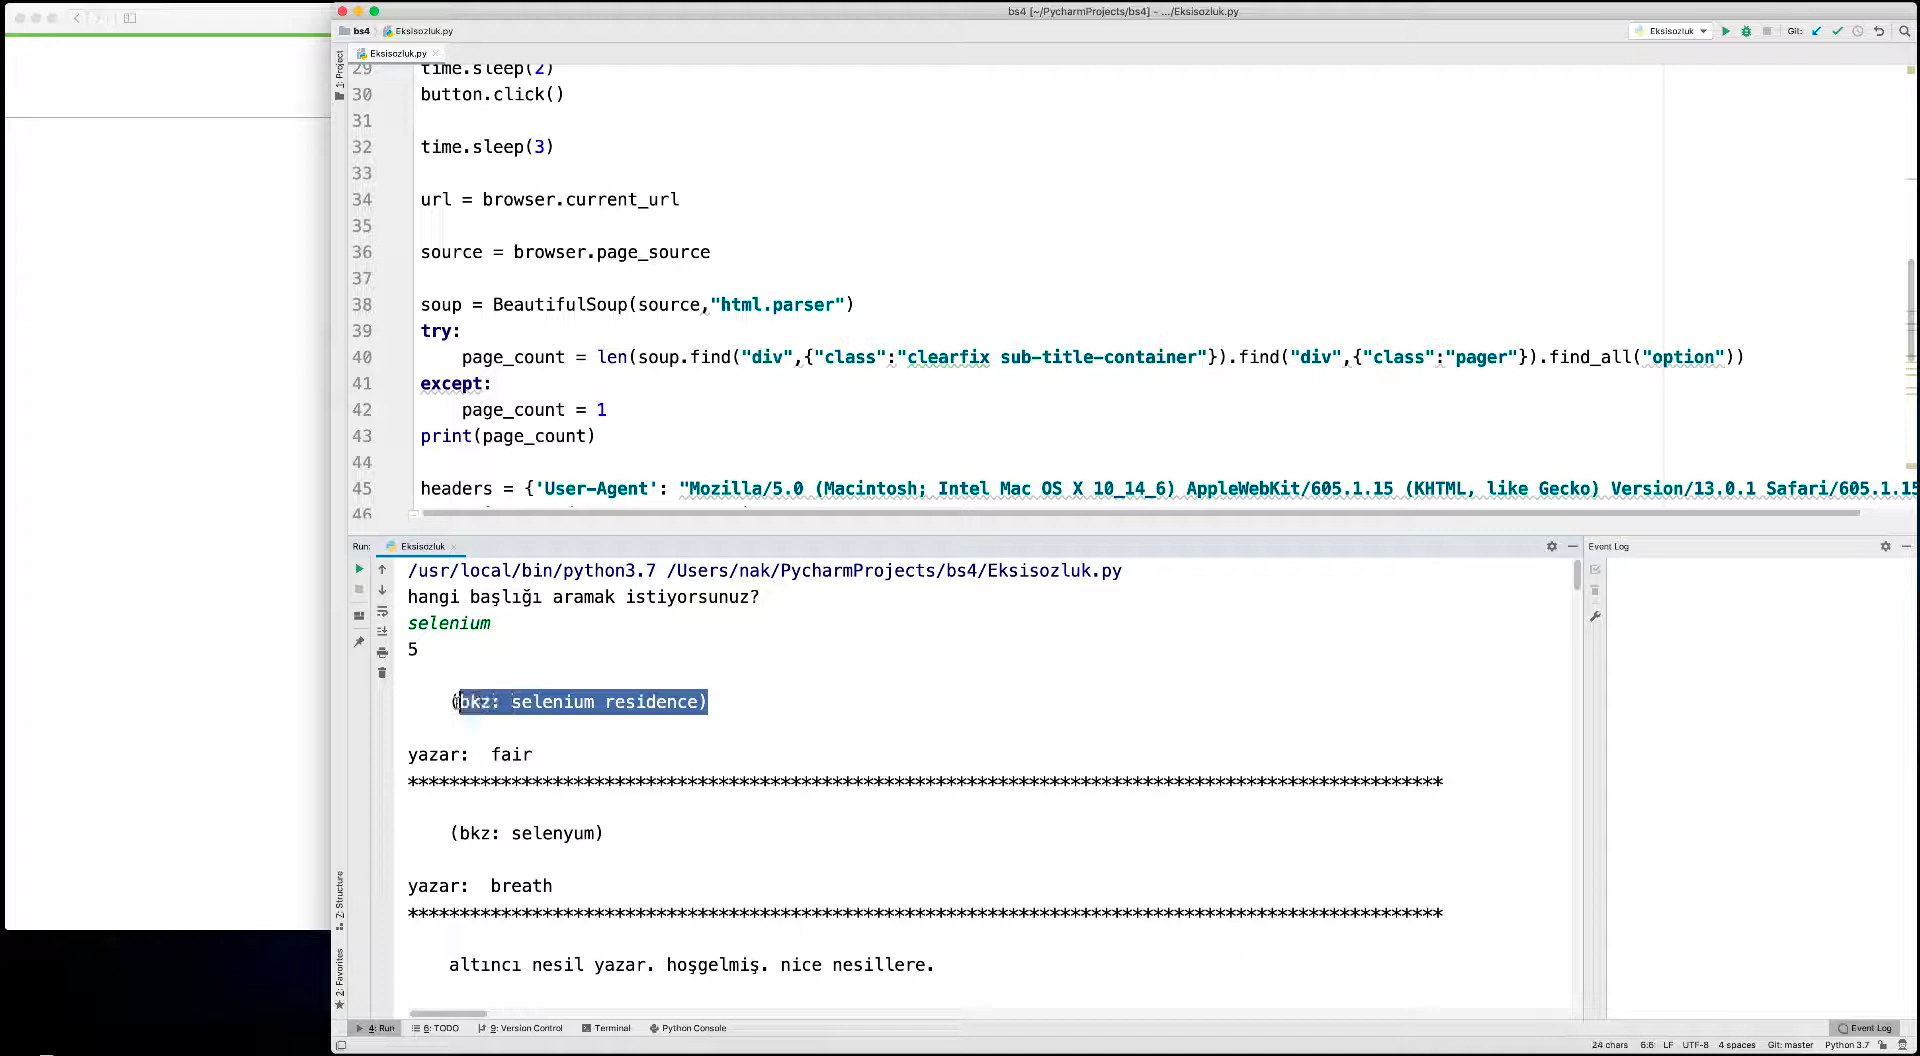 bs4 [~/PycharmProjects/bs4] – .../Eksisozluk.py
bs4 Eksisozluk.py
Eksisozluk
Git:
Eksisozluk.py
1: Project
29 time.sleep(2)
30 button.click()
31
32 time.sleep(3)
33
34 url = browser.current_url
35
36 source = browser.page_source
37
38 soup = BeautifulSoup(source,"html.parser")
39 try:
40 page_count = len(soup.find("div",{"class":"clearfix sub-title-container"}).find("div",{"class":"pager"}).find_all("option"))
41 except:
42 page_count = 1
43 print(page_count)
44
45 headers = {'User-Agent': "Mozilla/5.0 (Macintosh; Intel Mac OS X 10_14_6) AppleWebKit/605.1.15 (KHTML, like Gecko) Version/13.0.1 Safari/605.1.15
46
Run: Eksisozluk
Event Log
/usr/local/bin/python3.7 /Users/nak/PycharmProjects/bs4/Eksisozluk.py
hangi başlığı aramak istiyorsunuz?
selenium
5
(bkz: selenium residence)
yazar: fair
****************************************************************************************************
(bkz: selenyum)
yazar: breath
****************************************************************************************************
altıncı nesil yazar. hoşgelmiş. nice nesillere.
Z: Structure
2: Favorites
4: Run 6: TODO 9: Version Control Terminal Python Console
Event Log
24 chars 6:6 LF UTF-8 4 spaces Git: master Python 3.7